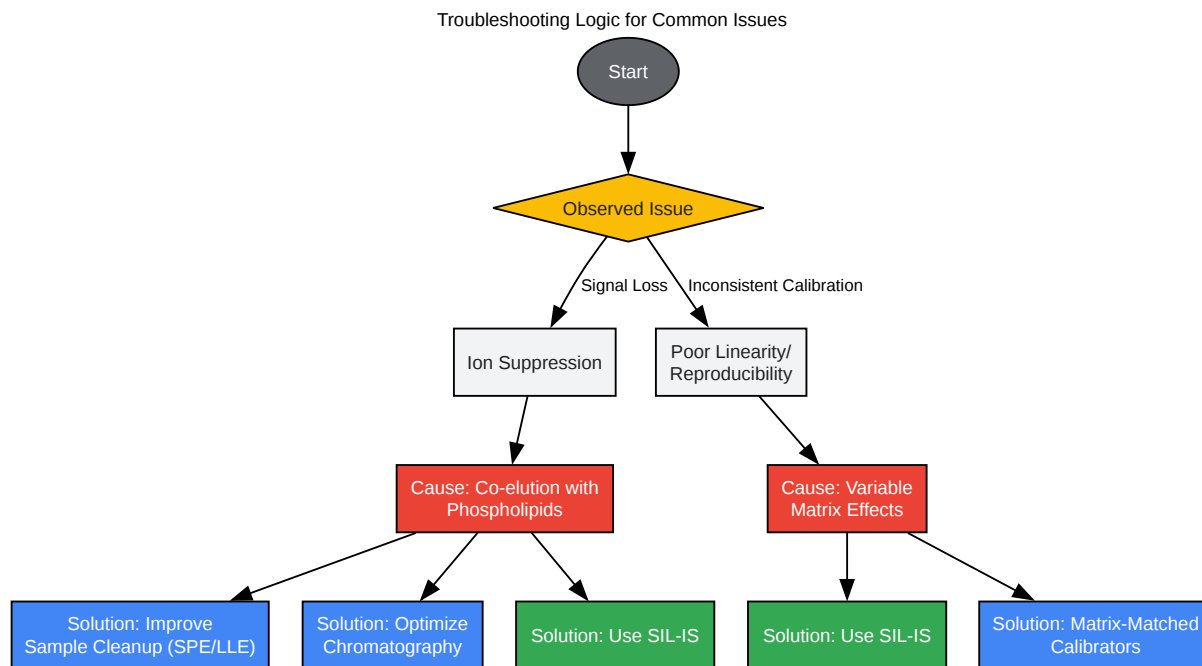 Troubleshooting Logic for Common Issues
Start
Observed Issue
Signal Loss
Inconsistent Calibration
Ion Suppression
Poor Linearity/
Reproducibility
Cause: Co-elution with
Phospholipids
Cause: Variable
Matrix Effects
Solution: Improve
Sample Cleanup (SPE/LLE)
Solution: Optimize
Chromatography
Solution: Use SIL-IS
Solution: Use SIL-IS
Solution: Matrix-Matched
Calibrators